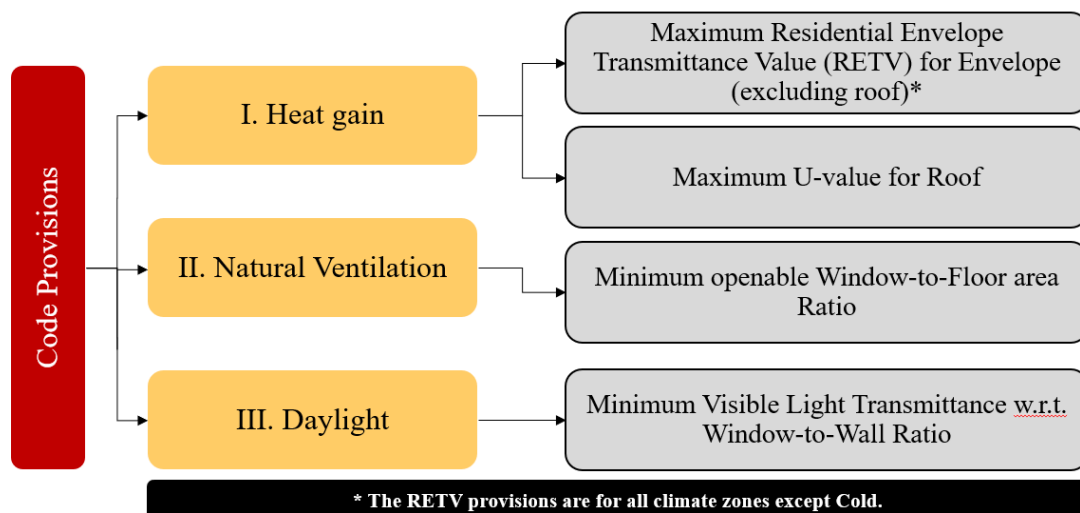 Code Provisions
I. Heat gain
Maximum Residential Envelope
Transmittance Value (RETV) for Envelope
(excluding roof)*
Maximum U-value for Roof
II. Natural Ventilation
Minimum openable Window-to-Floor area
Ratio
III. Daylight
Minimum Visible Light Transmittance w.r.t.
Window-to-Wall Ratio
* The RETV provisions are for all climate zones except Cold.